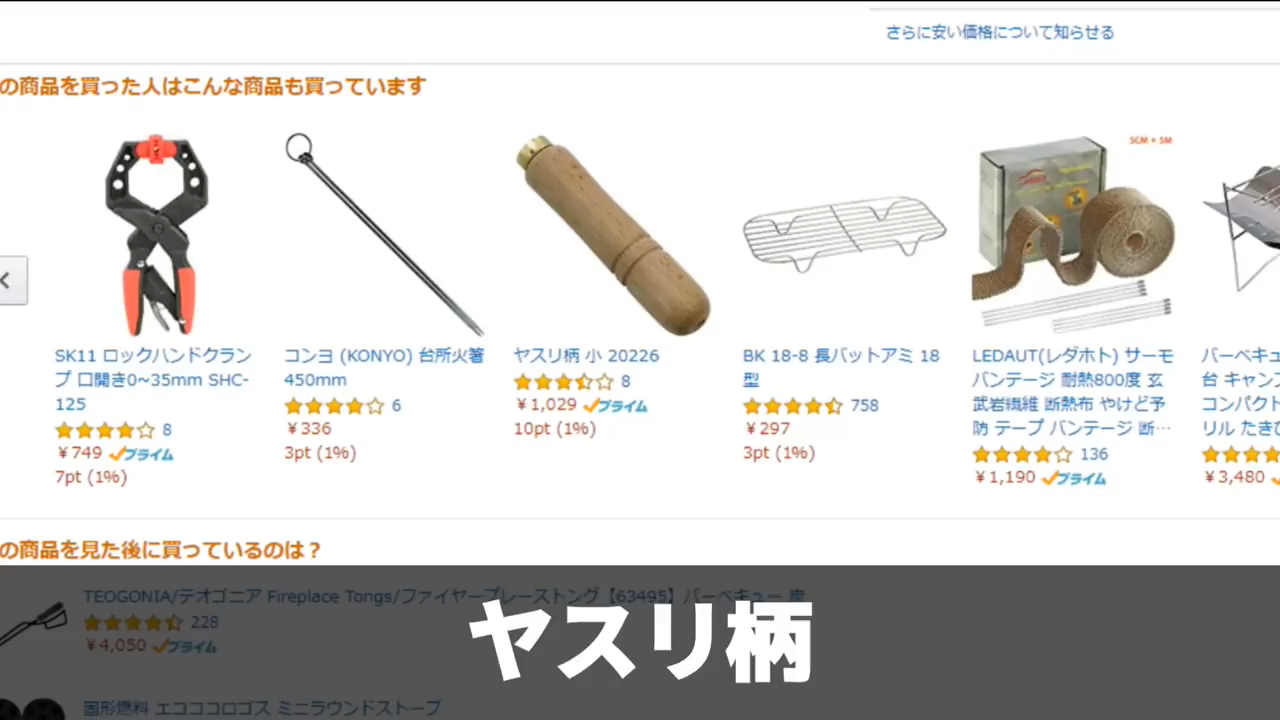 さらに安い価格について知らせる
の商品を買った人はこんな商品も買っています
5CM * 5M
SK11 ロックハンドクラン
プ 口開き0~35mm SHC-
125
8
￥749 プライム
7pt (1%)
コンヨ (KONYO) 台所火箸
450mm
6
￥336
3pt (1%)
ヤスリ柄 小 20226
8
￥1,029 プライム
10pt (1%)
BK 18-8 長バットアミ 18
型
758
￥297
3pt (1%)
LEDAUT(レダホト) サーモ
バンテージ 耐熱800度 玄
武岩繊維 断熱布 やけど予
防 テープ バンテージ 断…
136
￥1,190 プライム
バーベキュ
台 キャンプ
コンパクト
リル たきび
￥3,480
の商品を見た後に買っているのは？
TEOGONIA/テオゴニア Fireplace Tongs/ファイヤープレーストング【63495】バーベキュー 炭
228
￥4,050 プライム
ヤスリ柄
固形燃料 エコココロゴス ミニラウンドストーブ